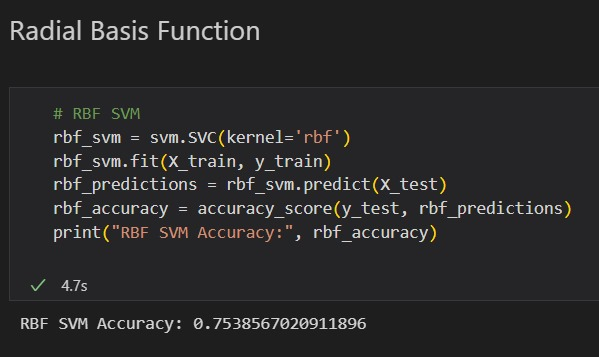 Radial Basis Function
# RBF SVM
rbf_svm = svm.SVC(kernel='rbf')
rbf_svm.fit(X_train, y_train)
rbf_predictions = rbf_svm.predict(X_test)
rbf_accuracy = accuracy_score(y_test, rbf_predictions)
print("RBF SVM Accuracy:", rbf_accuracy)
4.7s
RBF SVM Accuracy: 0.7538567020911896